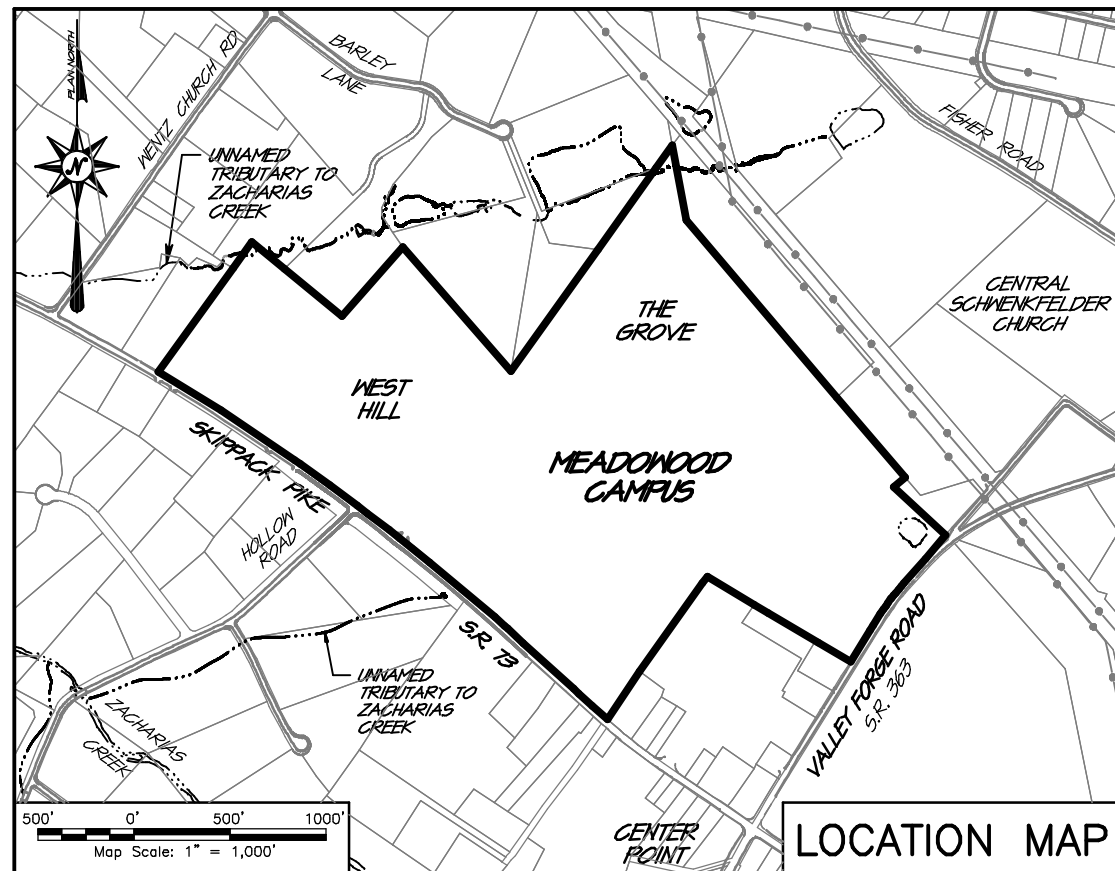 PLAN NORTH
N
WENTZ CHURCH RD
BARLEY
LANE
FISHER ROAD
UNNAMED
TRIBUTARY TO
ZACHARIAS
CREEK
CENTRAL
SCHWENKFELDER
CHURCH
THE
GROVE
WEST
HILL
MEADOWOOD
CAMPUS
SKIPPACK PIKE
HOLLOW
ROAD
S.R. 73
UNNAMED
TRIBUTARY TO
ZACHARIAS
CREEK
VALLEY FORGE ROAD
S.R. 363
ZACHARIAS
CREEK
CENTER
POINT
500' 0' 500' 1000'
Map Scale: 1" = 1,000'
LOCATION MAP